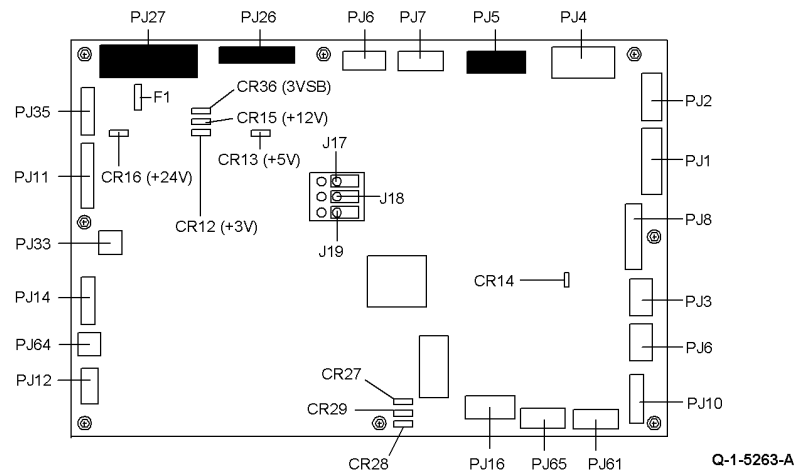 PJ27
PJ26
PJ6
PJ7
PJ5
PJ4
CR36 (3VSB)
F1
CR15 (+12V)
PJ35
PJ2
J17
CR13 (+5V)
PJ1
PJ11
CR16 (+24V)
J18
CR12 (+3V)
PJ8
PJ33
J19
CR14
PJ14
PJ3
PJ64
PJ6
CR27
PJ12
PJ10
CR29
CR28
PJ16
PJ65
PJ61
Q-1-5263-A